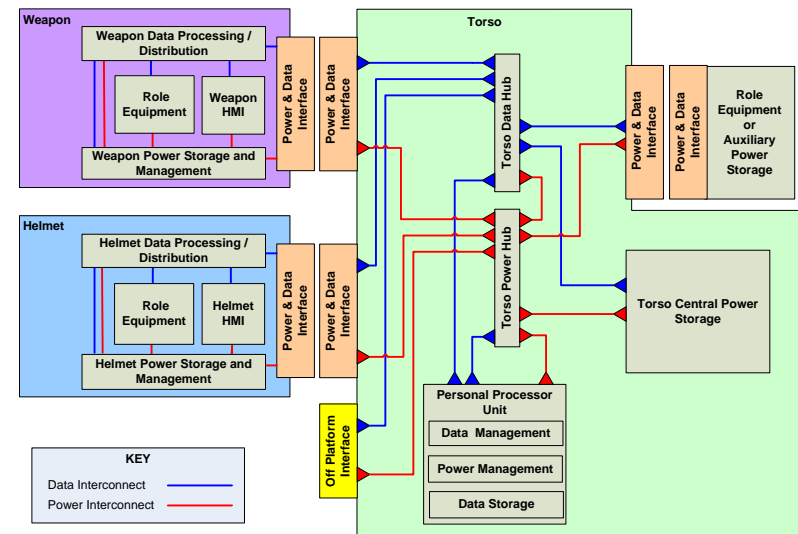 Weapon
Weapon Data Processing /
Distribution
Role
Equipment
Weapon
HMI
Weapon Power Storage and
Management
Power & Data
Interface
Power & Data
Interface
Helmet
Helmet Data Processing /
Distribution
Role
Equipment
Helmet
HMI
Helmet Power Storage and
Management
Power & Data
Interface
Power & Data
Interface
Off Platform
Interface
KEY
Data Interconnect
Power Interconnect
Torso
Torso Data Hub
Torso Power Hub
Power & Data
Interface
Power & Data
Interface
Role
Equipment
or
Auxiliary
Power
Storage
Torso Central Power
Storage
Personal Processor
Unit
Data Management
Power Management
Data Storage